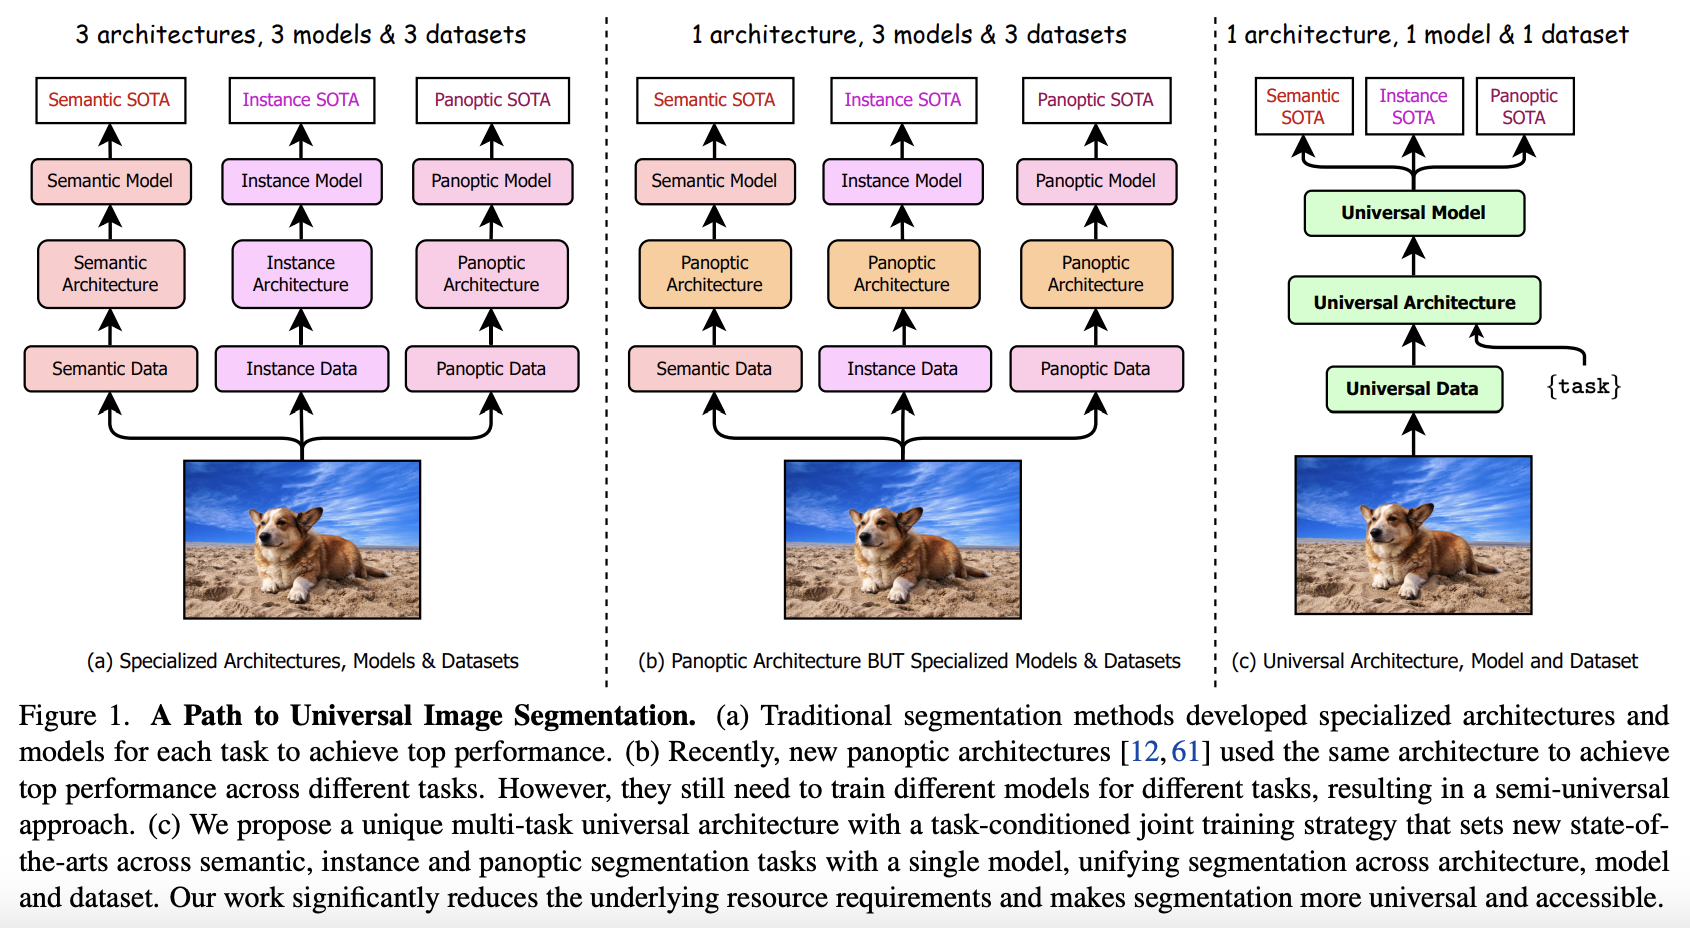 3 architectures, 3 models & 3 datasets
Semantic SOTA
Instance SOTA
Panoptic SOTA
Semantic Model
Instance Model
Panoptic Model
Semantic
Architecture
Instance
Architecture
Panoptic
Architecture
Semantic Data
Instance Data
Panoptic Data
(a) Specialized Architectures, Models & Datasets
1 architecture, 3 models & 3 datasets
Semantic SOTA
Instance SOTA
Panoptic SOTA
Semantic Model
Instance Model
Panoptic Model
Panoptic
Architecture
Panoptic
Architecture
Panoptic
Architecture
Semantic Data
Instance Data
Panoptic Data
(b) Panoptic Architecture BUT Specialized Models & Datasets
1 architecture, 1 model & 1 dataset
Semantic
SOTA
Instance
SOTA
Panoptic
SOTA
Universal Model
Universal Architecture
Universal Data
{task}
(c) Universal Architecture, Model and Dataset
Figure 1. A Path to Universal Image Segmentation. (a) Traditional segmentation methods developed specialized architectures and
models for each task to achieve top performance. (b) Recently, new panoptic architectures [12, 61] used the same architecture to achieve
top performance across different tasks. However, they still need to train different models for different tasks, resulting in a semi-universal
approach. (c) We propose a unique multi-task universal architecture with a task-conditioned joint training strategy that sets new state-of-
the-arts across semantic, instance and panoptic segmentation tasks with a single model, unifying segmentation across architecture, model
and dataset. Our work significantly reduces the underlying resource requirements and makes segmentation more universal and accessible.